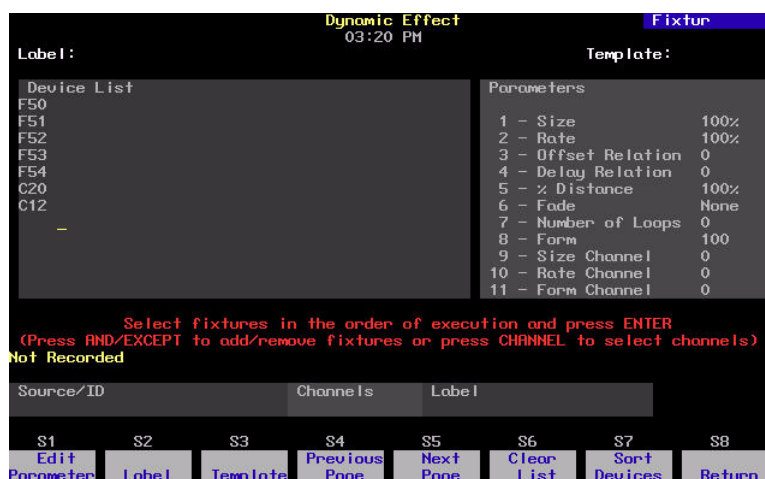 Dynamic Effect Fixtur
03:20 PM
Label: Template:
Device List
F50
F51
F52
F53
F54
C20
C12
_
Parameters
1 - Size 100%
2 - Rate 100%
3 - Offset Relation 0
4 - Delay Relation 0
5 - % Distance 100%
6 - Fade None
7 - Number of Loops 0
8 - Form 100
9 - Size Channel 0
10 - Rate Channel 0
11 - Form Channel 0
Select fixtures in the order of execution and press ENTER
(Press AND/EXCEPT to add/remove fixtures or press CHANNEL to select channels)
Not Recorded
Source/ID Channels Label
S1 S2 S3 S4 S5 S6 S7 S8
Edit Previous Next Clear Sort
Parameter Label Template Page Page List Devices Return